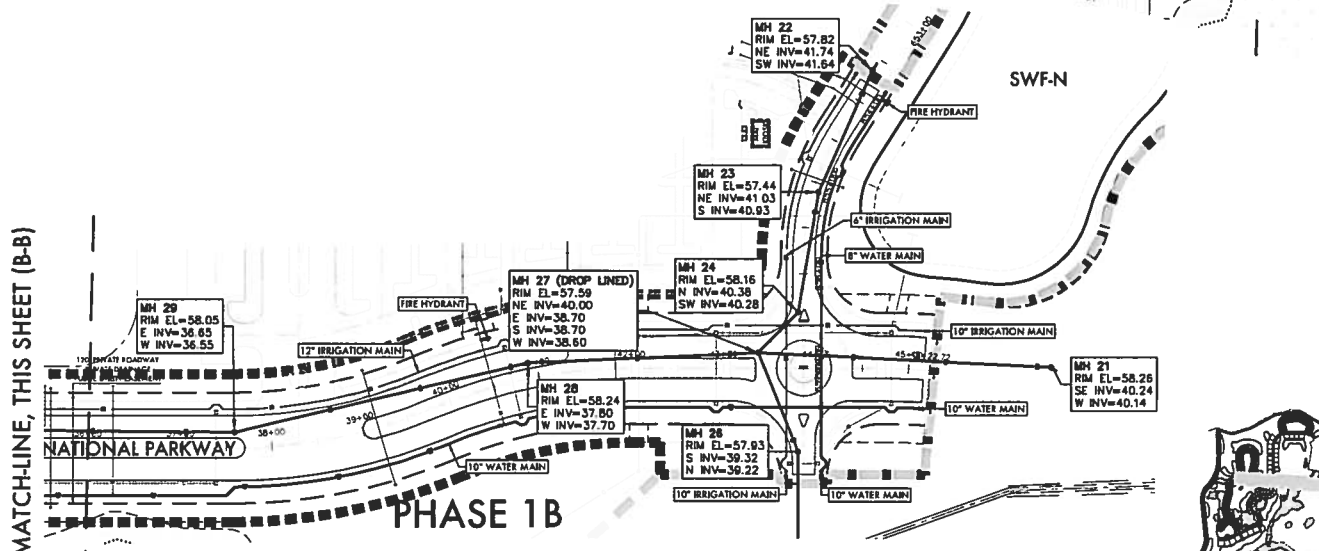 MATCH-LINE, THIS SHEET (B-B)
MH 22
RIM EL=57.82
NE INV=41.74
SW INV=41.64
SWF-N
FIRE HYDRANT
MH 23
RIM EL=57.44
NE INV=41.03
S INV=40.93
6" IRRIGATION MAIN
8" WATER MAIN
MH 24
RIM EL=58.16
N INV=40.38
SW INV=40.28
MH 27 (DROP LINED)
RIM EL=57.59
NE INV=40.00
E INV=38.70
S INV=38.70
W INV=38.60
MH 29
RIM EL=58.05
E INV=36.65
W INV=36.55
FIRE HYDRANT
12" IRRIGATION MAIN
10" IRRIGATION MAIN
MH 21
RIM EL=58.26
SE INV=40.24
W INV=40.14
MH 28
RIM EL=58.24
E INV=37.80
W INV=37.70
10" WATER MAIN
38+00
39+00
40+00
NATIONAL PARKWAY
MH 26
RIM EL=57.93
S INV=39.32
N INV=39.22
10" WATER MAIN
10" IRRIGATION MAIN
10" WATER MAIN
PHASE 1B